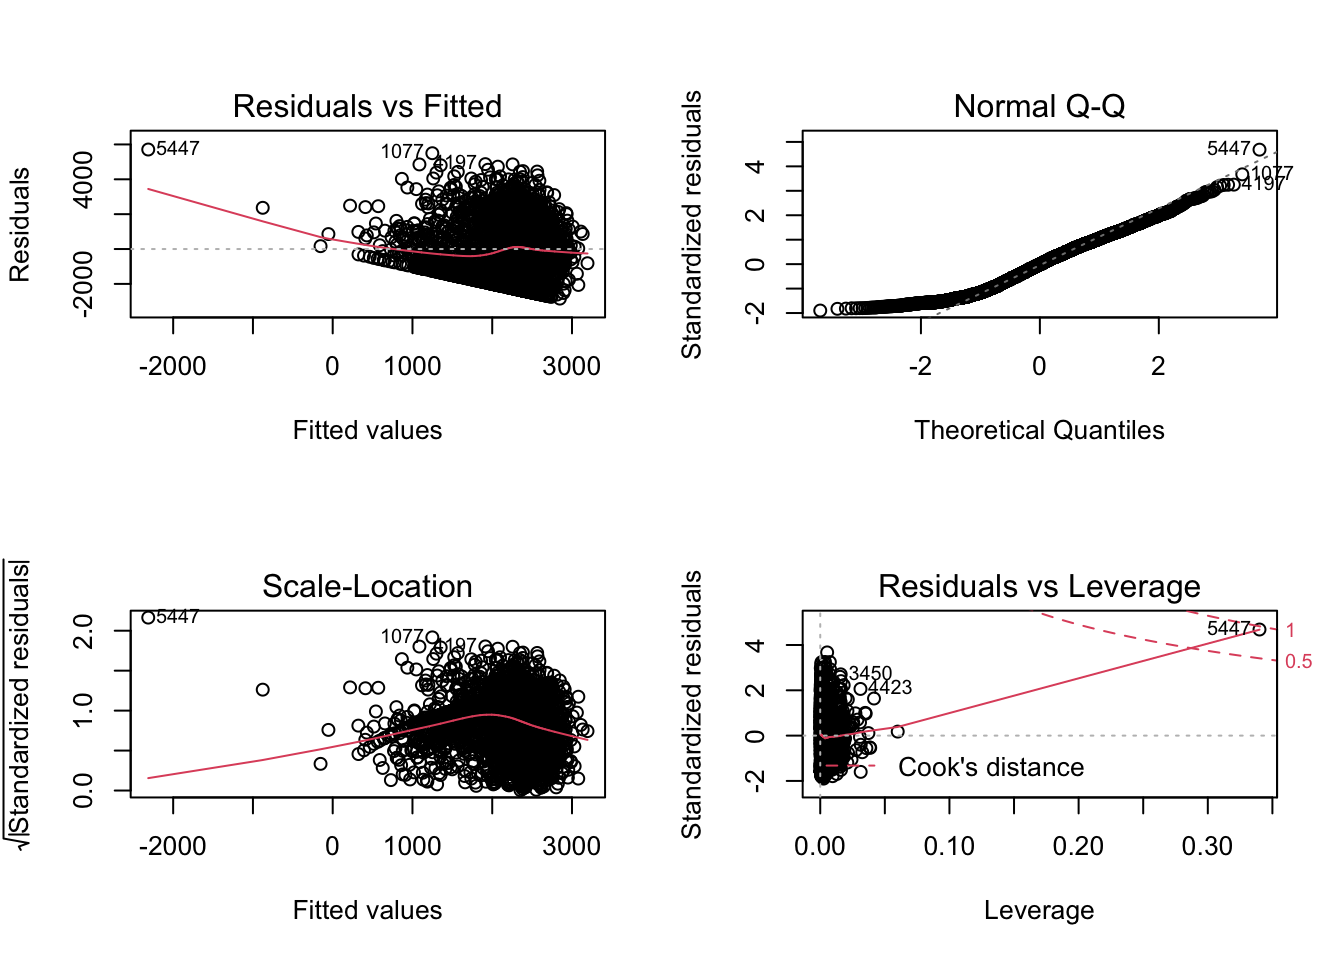 Residuals vs Fitted
Residuals
4000
-2000
5447
1077
4197
-2000 0 1000 3000
Fitted values
Normal Q-Q
Standardized residuals
4
2
0
-2
5447
1077
4197
-2 0 2
Theoretical Quantiles
Scale-Location
√|Standardized residuals|
2.0
1.0
0.0
5447
1077
4197
-2000 0 1000 3000
Fitted values
Residuals vs Leverage
Standardized residuals
4
2
0
-2
5447
1
0.5
3450
4423
Cook's distance
0.00 0.10 0.20 0.30
Leverage